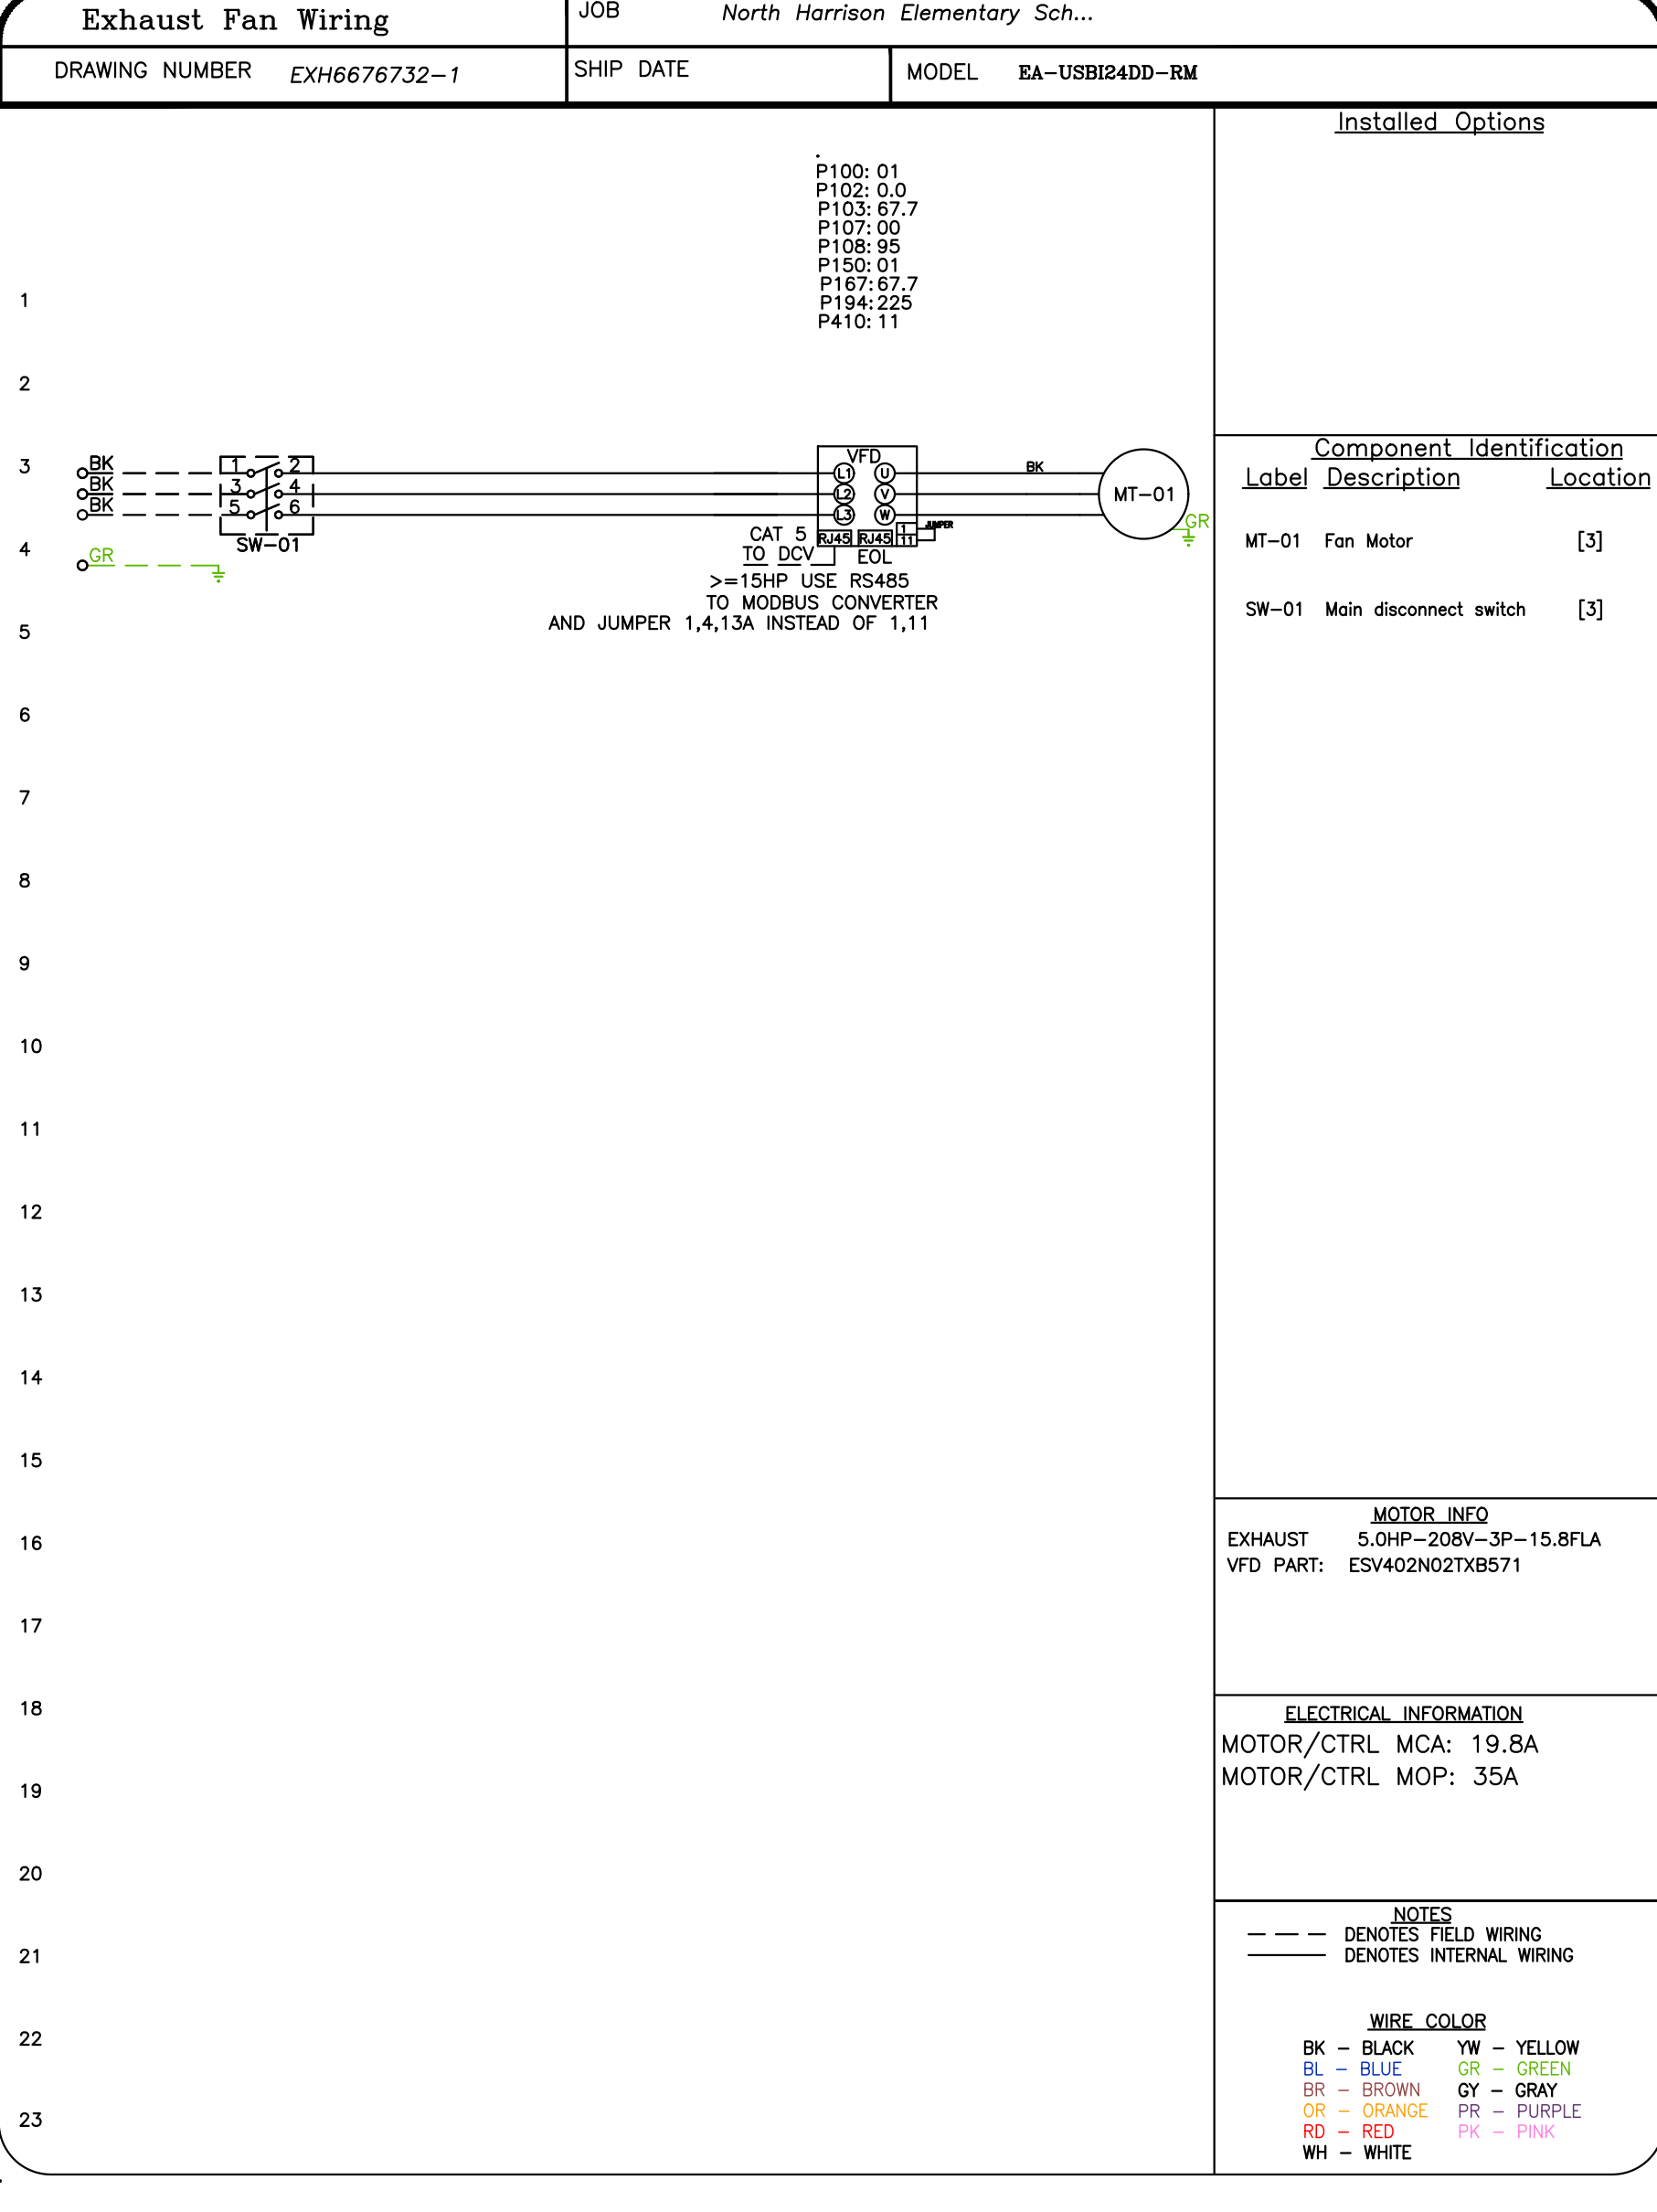 Exhaust Fan Wiring
JOB North Harrison Elementary Sch...
DRAWING NUMBER EXH6676732-1
SHIP DATE
MODEL EA-USBI24DD-RM
Installed Options
.
P100: 01
P102: 0.0
P103: 67.7
P107: 00
P108: 95
P150: 01
P167: 67.7
P194: 225
P410: 11
1
2
3
4
5
6
7
8
9
10
11
12
13
14
15
16
17
18
19
20
21
22
23
BK
BK
BK
GR
1 2
3 4
5 6
SW-01
VFD
L1 U
L2 V
L3 W
RJ45 RJ45 1
11
JUMPER
BK
MT-01
GR
CAT 5
TO DCV
EOL
>=15HP USE RS485
TO MODBUS CONVERTER
AND JUMPER 1,4,13A INSTEAD OF 1,11
Component Identification
Label Description Location
MT-01 Fan Motor [3]
SW-01 Main disconnect switch [3]
MOTOR INFO
EXHAUST 5.0HP-208V-3P-15.8FLA
VFD PART: ESV402N02TXB571
ELECTRICAL INFORMATION
MOTOR/CTRL MCA: 19.8A
MOTOR/CTRL MOP: 35A
NOTES
DENOTES FIELD WIRING
DENOTES INTERNAL WIRING
WIRE COLOR
BK - BLACK YW - YELLOW
BL - BLUE GR - GREEN
BR - BROWN GY - GRAY
OR - ORANGE PR - PURPLE
RD - RED PK - PINK
WH - WHITE